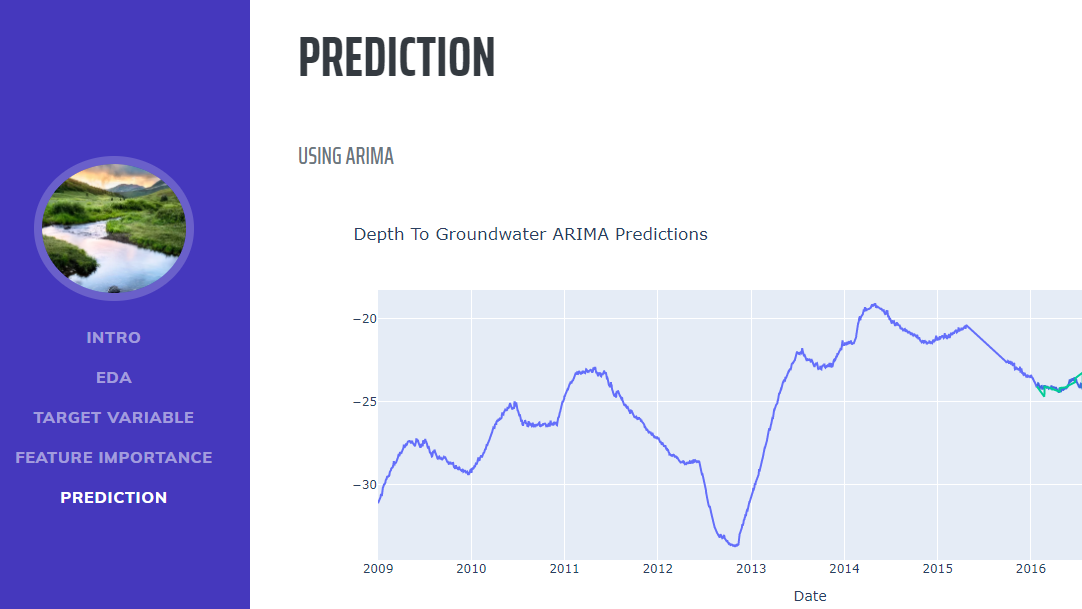 PREDICTION
USING ARIMA
INTRO
EDA
TARGET VARIABLE
FEATURE IMPORTANCE
PREDICTION
Depth To Groundwater ARIMA Predictions
−20
−25
−30
2009 2010 2011 2012 2013 2014 2015 2016
Date